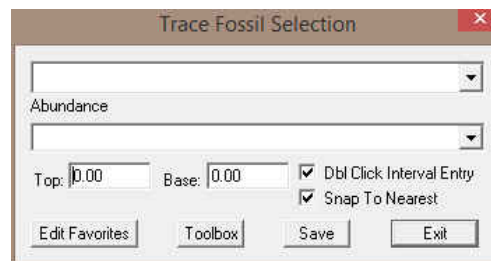 Trace Fossil Selection
Abundance
Top: 0.00 Base: 0.00 Dbl Click Interval Entry
Snap To Nearest
Edit Favorites Toolbox Save Exit